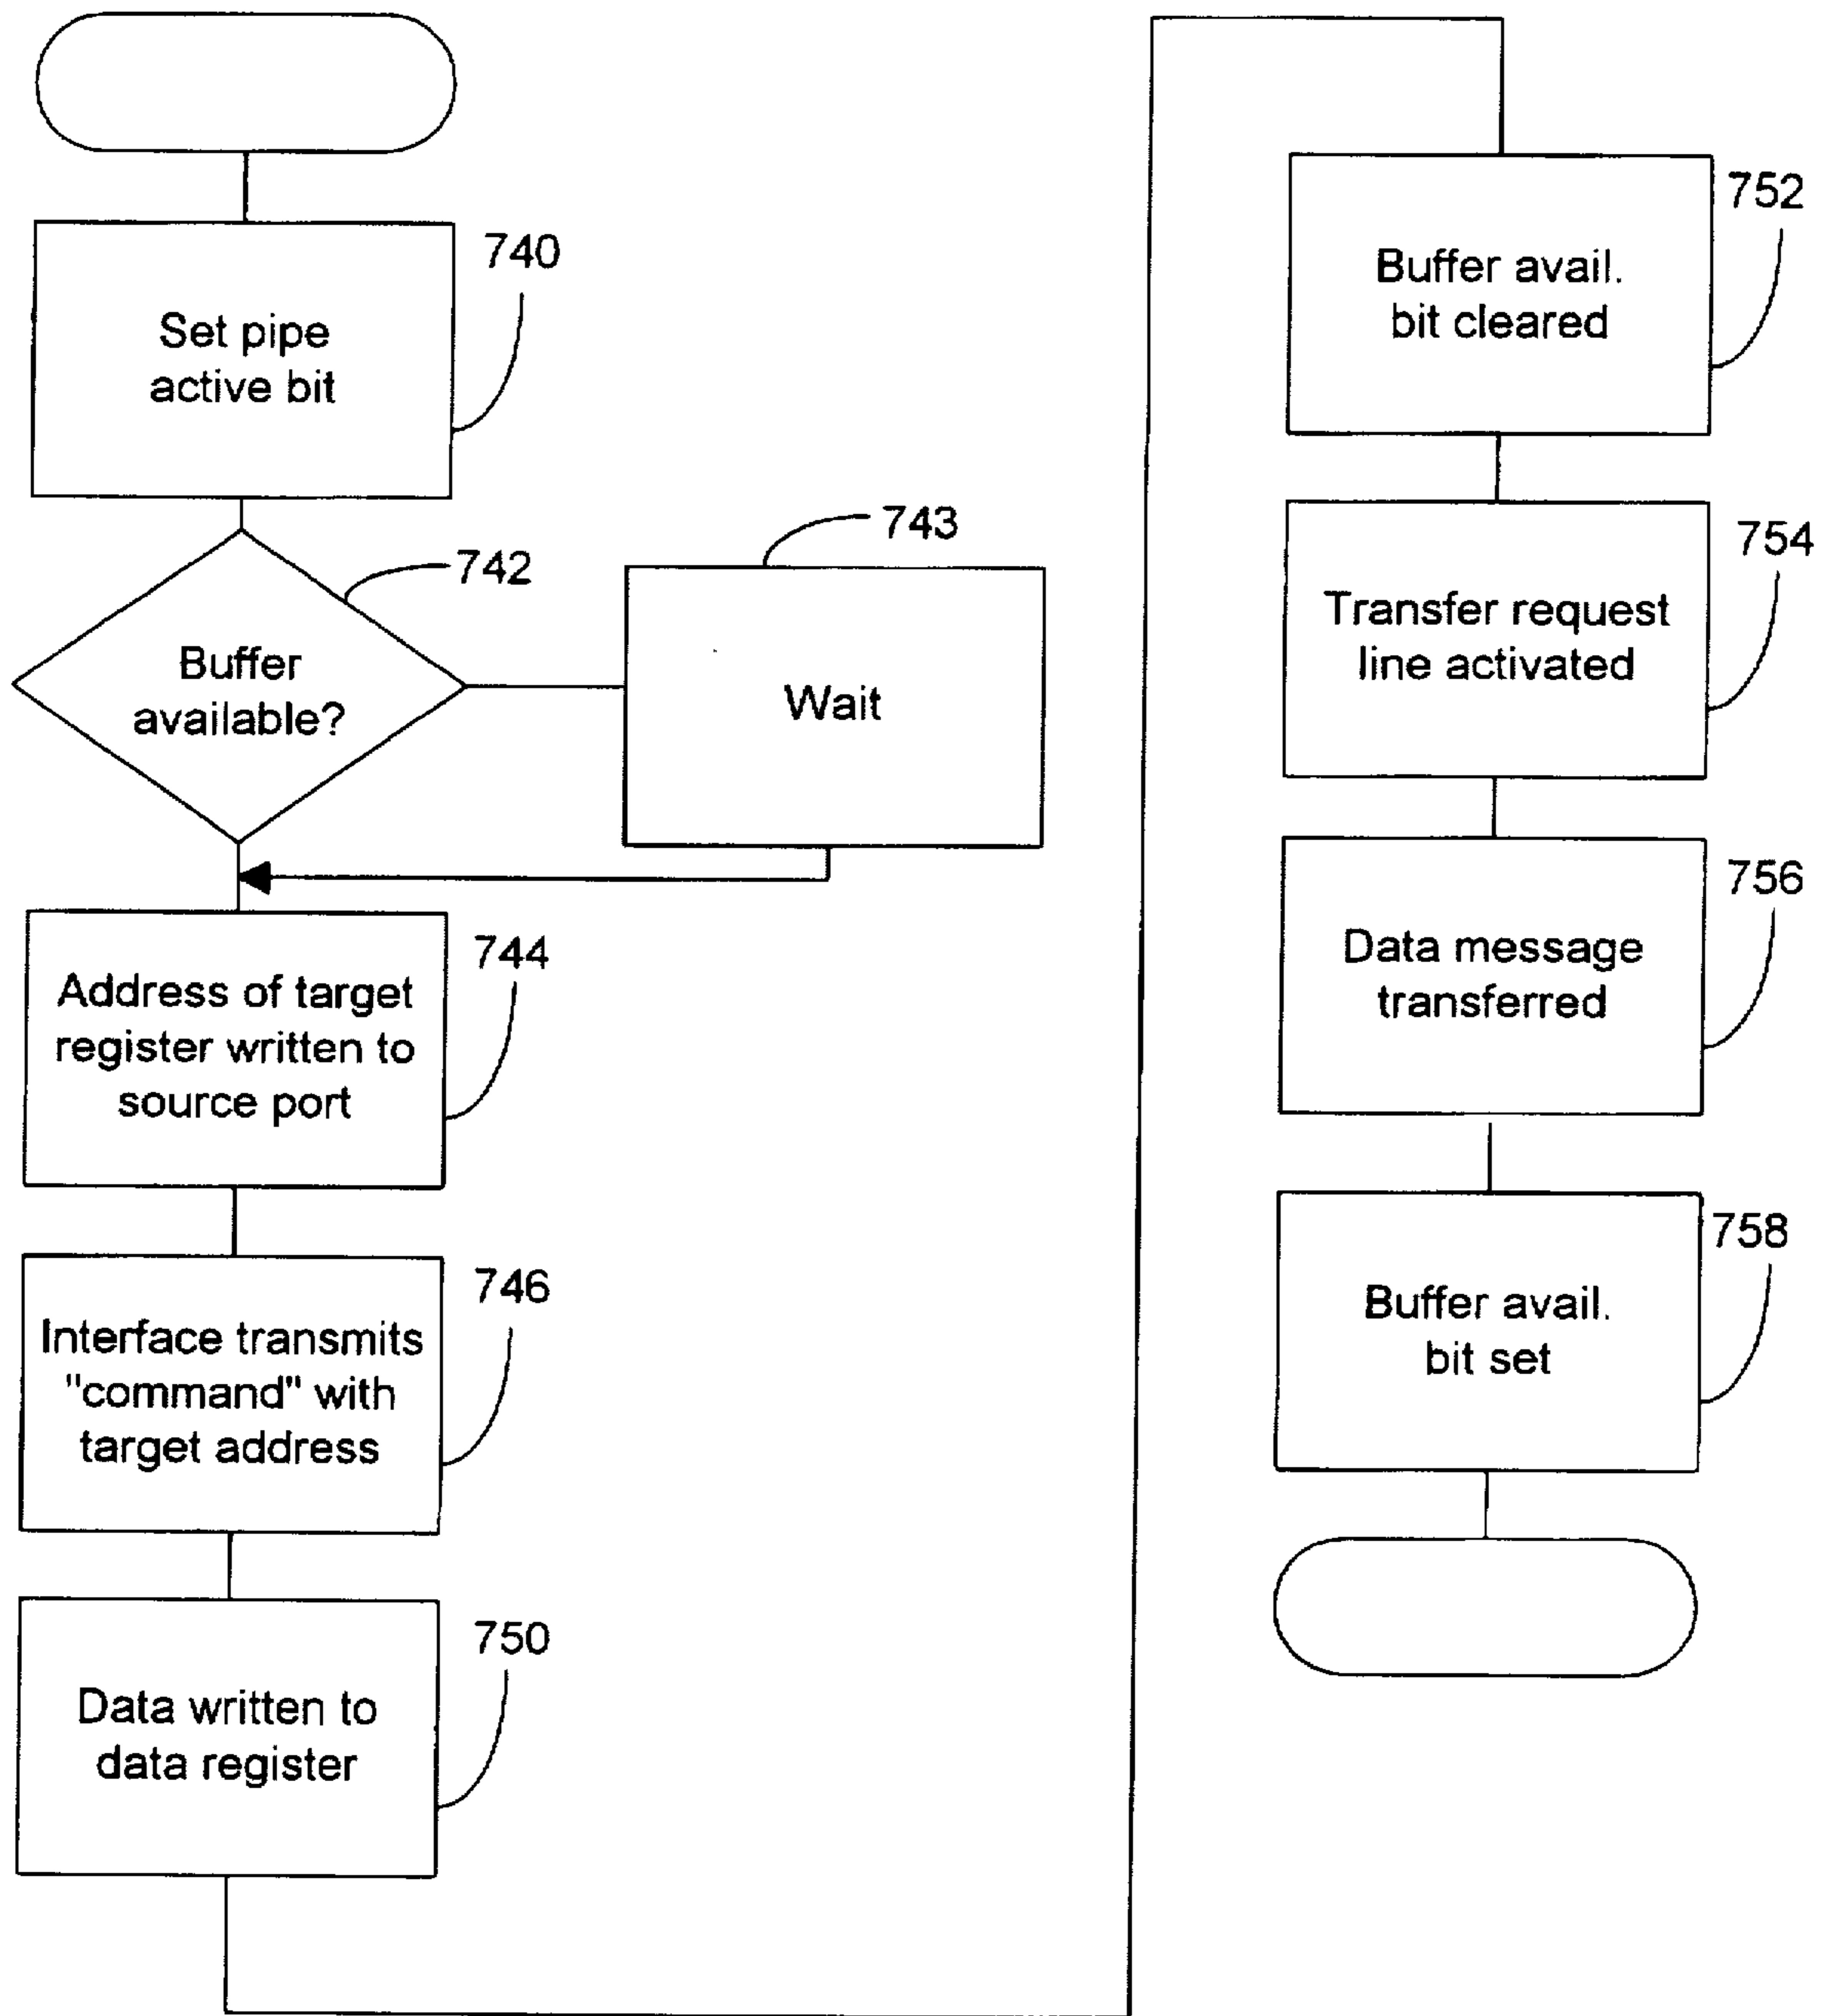 740
Set pipe
active bit
742
743
Buffer
available?
Wait
744
Address of target
register written to
source port
746
Interface transmits
"command" with
target address
750
Data written to
data register
752
Buffer avail.
bit cleared
754
Transfer request
line activated
756
Data message
transferred
758
Buffer avail.
bit set